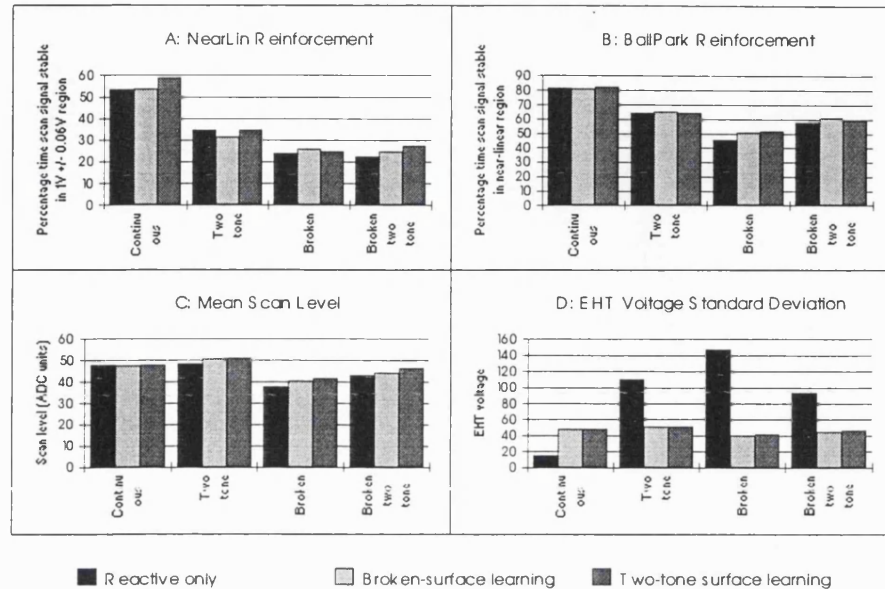 A: NearLin Reinforcement
Percentage time scan signal stable
in 1V +/- 0.06V region
60
50
40
30
20
10
0
Continu
ous
Two
tone
Broken
Broken
two
tone
B: BallPark Reinforcement
Percentage time scan signal stable
in near-linear region
90
80
70
60
50
40
30
20
10
0
Continu
ous
Two
tone
Broken
Broken
two
tone
C: Mean Scan Level
Scan level (ADC units)
60
50
40
30
20
10
0
Continu
ous
Two
tone
Broken
Broken
two
tone
D: EHT Voltage Standard Deviation
EHT voltage
160
140
120
100
80
60
40
20
0
Continu
ous
Two
tone
Broken
Broken
two
tone
Reactive only
Broken-surface learning
Two-tone surface learning